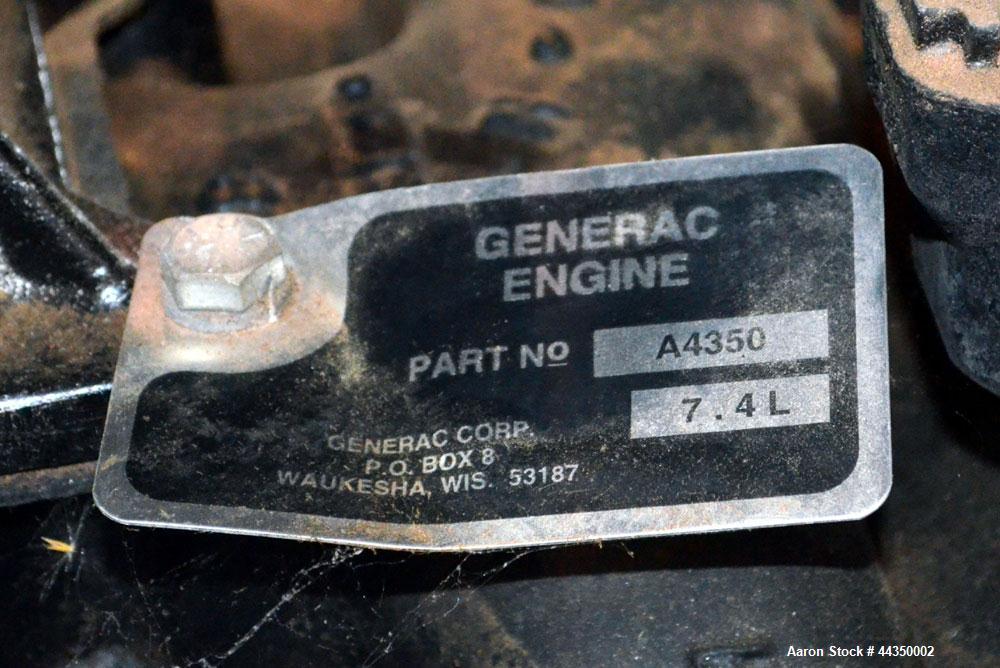 GENERAC
ENGINE
PART Nº A4350
7.4L
GENERAC CORP.
P.O. BOX 8
WAUKESHA, WIS. 53187
Aaron Stock # 44350002